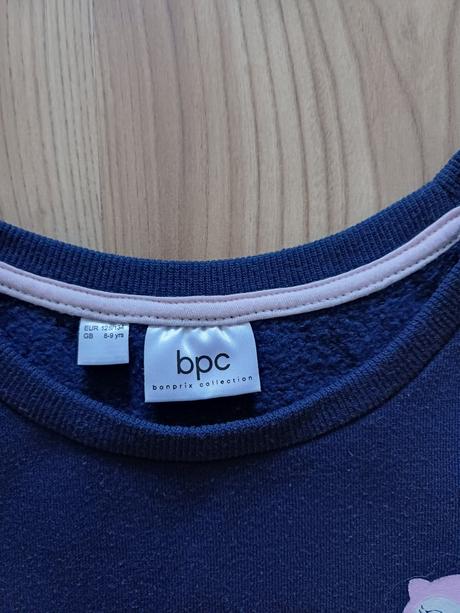 EUR 128/134
GB 8-9 yrs
bpc
bonprix collection